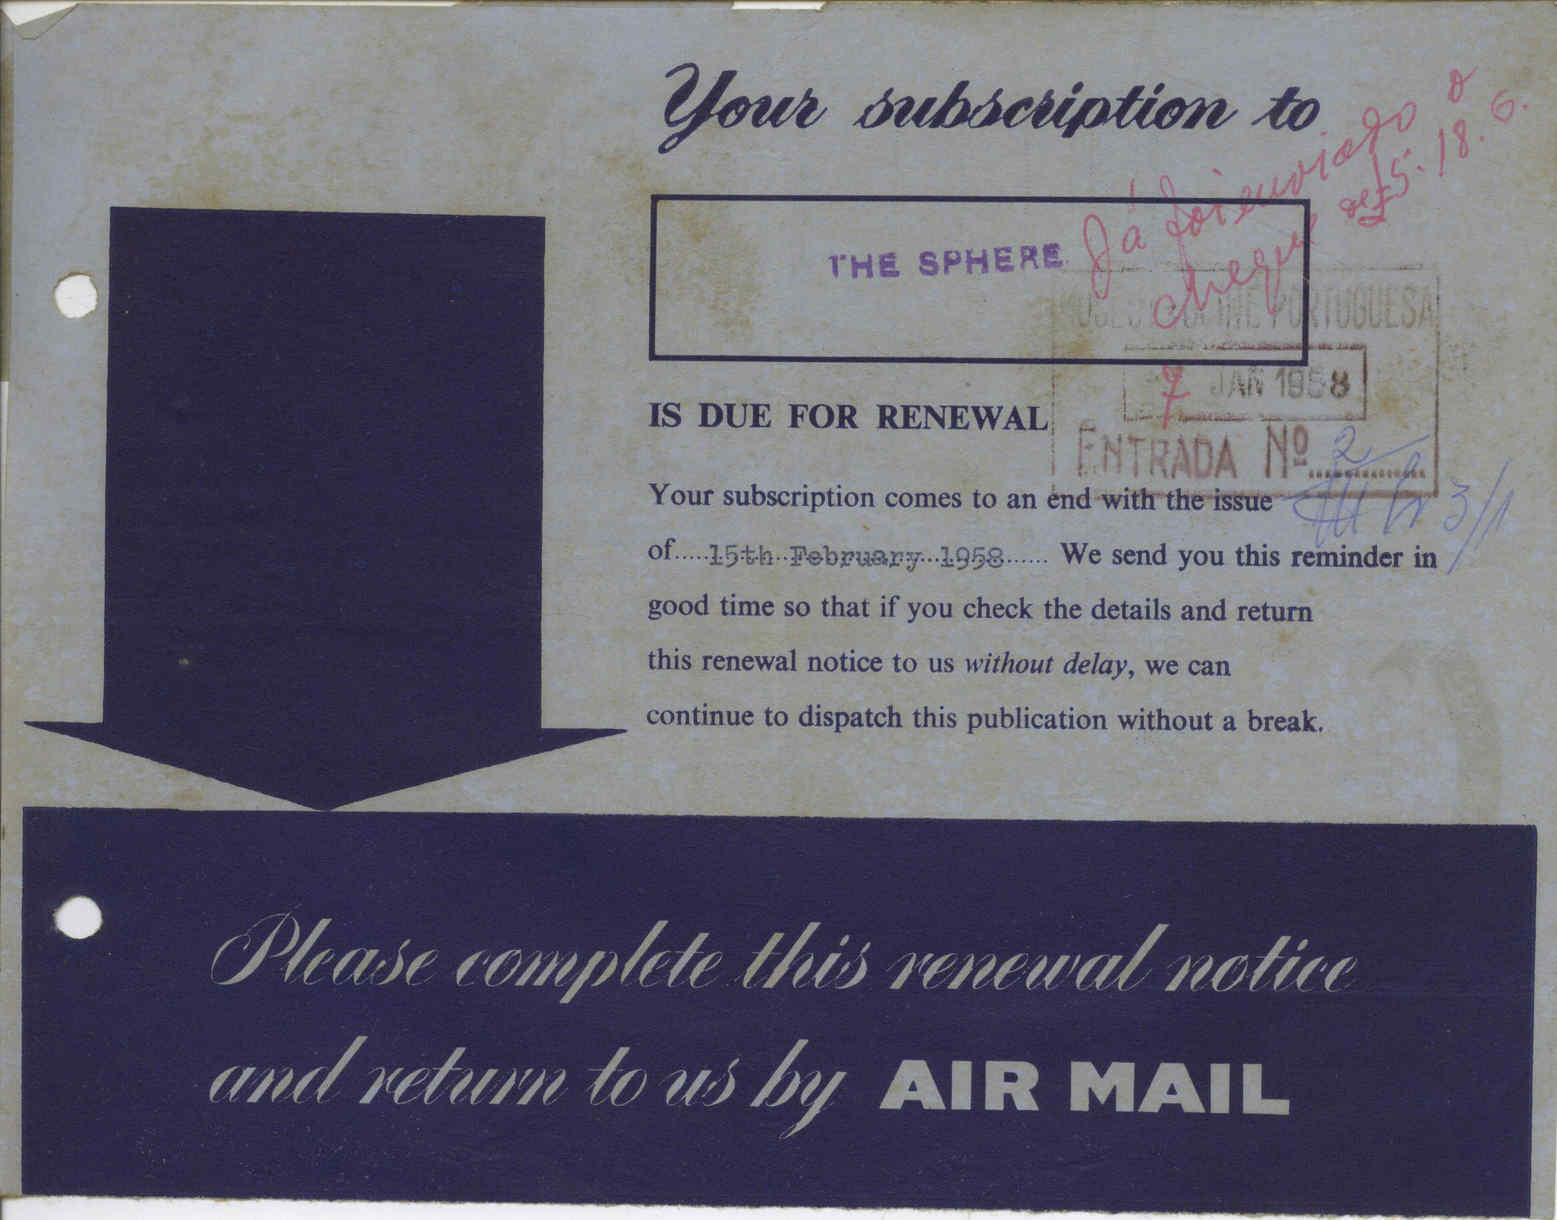 Your subscription to
THE SPHERE
Já foi enviado o
cheque de £5.18.6.
GUINÉ PORTUGUESA
7 JAN 1958
ENTRADA Nº 2
3/1
IS DUE FOR RENEWAL
Your subscription comes to an end with the issue
of.....15th February 1958...... We send you this reminder in
good time so that if you check the details and return
this renewal notice to us without delay, we can
continue to dispatch this publication without a break.
Please complete this renewal notice
and return to us by AIR MAIL